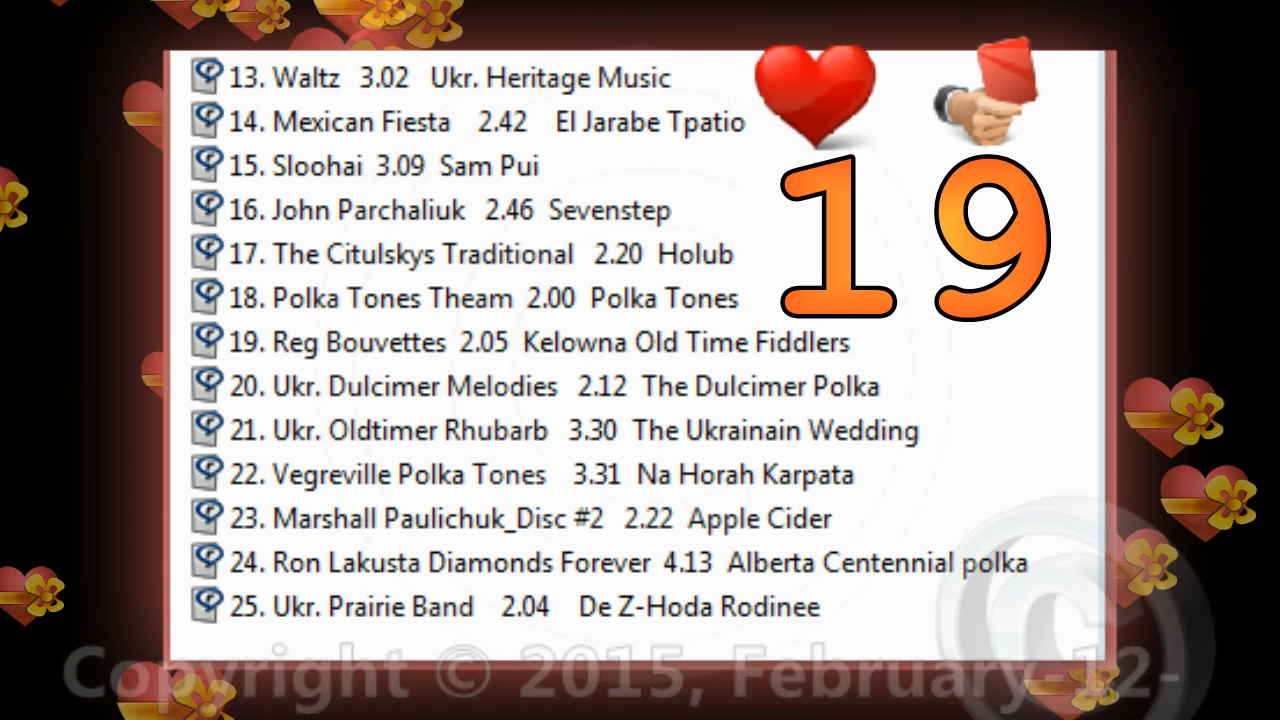 13. Waltz 3.02 Ukr. Heritage Music
14. Mexican Fiesta 2.42 El Jarabe Tpatio
15. Sloohai 3.09 Sam Pui
16. John Parchaliuk 2.46 Sevenstep
17. The Citulskys Traditional 2.20 Holub
18. Polka Tones Theam 2.00 Polka Tones
19. Reg Bouvettes 2.05 Kelowna Old Time Fiddlers
20. Ukr. Dulcimer Melodies 2.12 The Dulcimer Polka
21. Ukr. Oldtimer Rhubarb 3.30 The Ukrainain Wedding
22. Vegreville Polka Tones 3.31 Na Horah Karpata
23. Marshall Paulichuk_Disc #2 2.22 Apple Cider
24. Ron Lakusta Diamonds Forever 4.13 Alberta Centennial polka
25. Ukr. Prairie Band 2.04 De Z-Hoda Rodinee
19
©
Copyright © 2015, February-12-